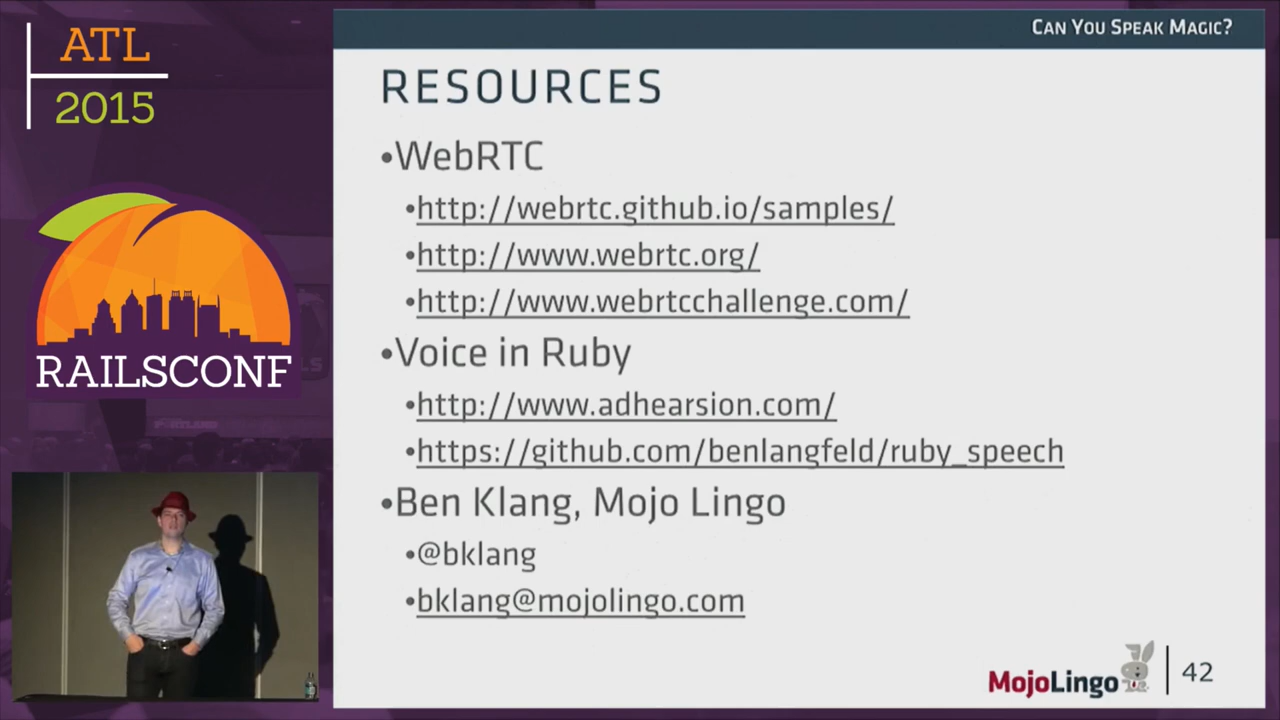 ATL
2015
RAILSCONF
CAN YOU SPEAK MAGIC?
RESOURCES
•WebRTC
•http://webrtc.github.io/samples/
•http://www.webrtc.org/
•http://www.webrtcchallenge.com/
•Voice in Ruby
•http://www.adhearsion.com/
•https://github.com/benlangfeld/ruby_speech
•Ben Klang, Mojo Lingo
•@bklang
•bklang@mojolingo.com
MojoLingo
42